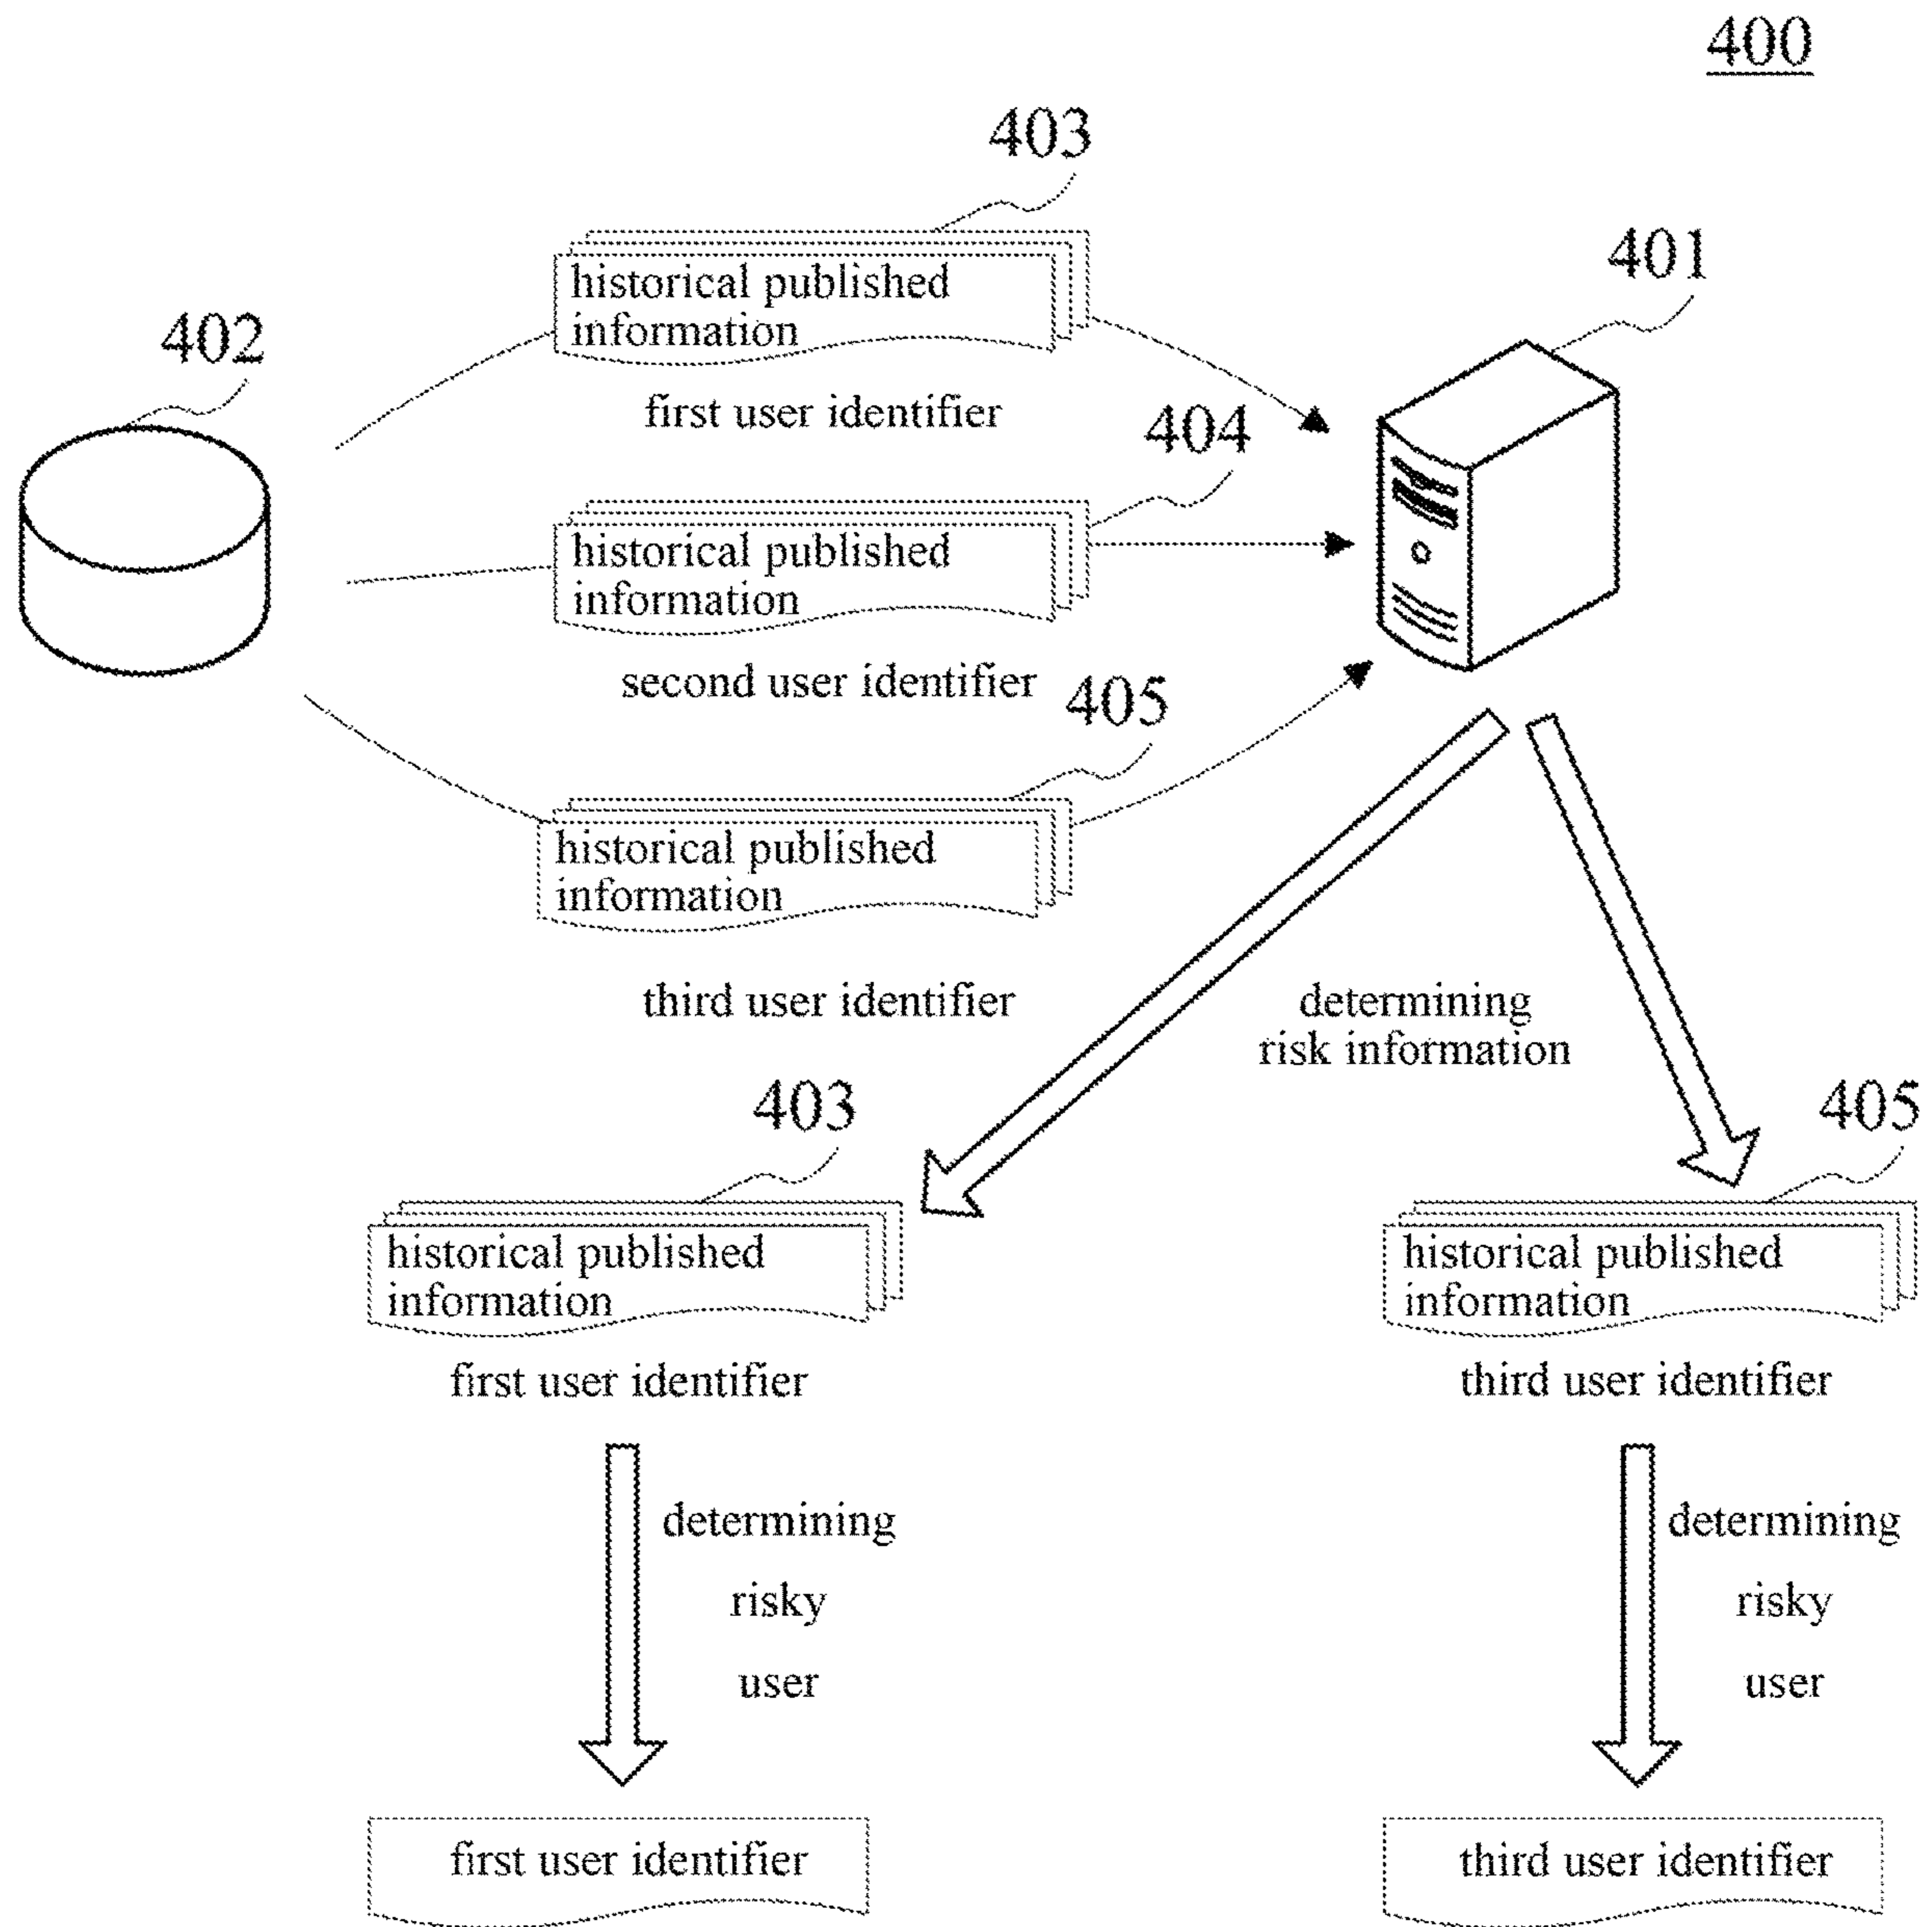 400
403
401
historical published
information
402
first user identifier
404
historical published
information
second user identifier
405
historical published
information
third user identifier
determining
risk information
403
405
historical published
information
historical published
information
first user identifier
third user identifier
determining
risky
user
determining
risky
user
first user identifier
third user identifier